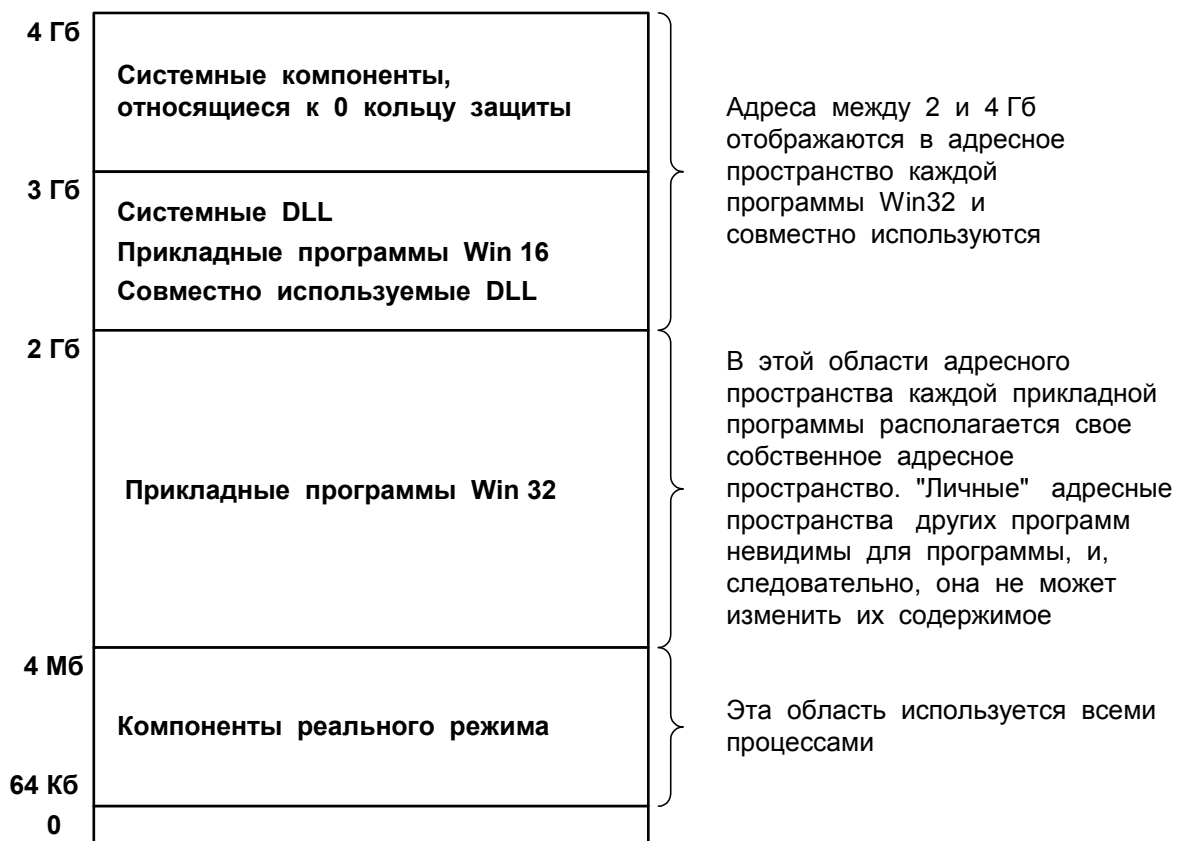 4 Гб
Системные компоненты,
относящиеся к 0 кольцу защиты
Адреса между 2 и 4 Гб
отображаются в адресное
пространство каждой
программы Win32 и
совместно используются
3 Гб
Системные DLL
Прикладные программы Win 16
Совместно используемые DLL
2 Гб
Прикладные программы Win 32
В этой области адресного
пространства каждой прикладной
программы располагается свое
собственное адресное
пространство. "Личные" адресные
пространства других программ
невидимы для программы, и,
следовательно, она не может
изменить их содержимое
4 Мб
Компоненты реального режима
Эта область используется всеми
процессами
64 Кб
0